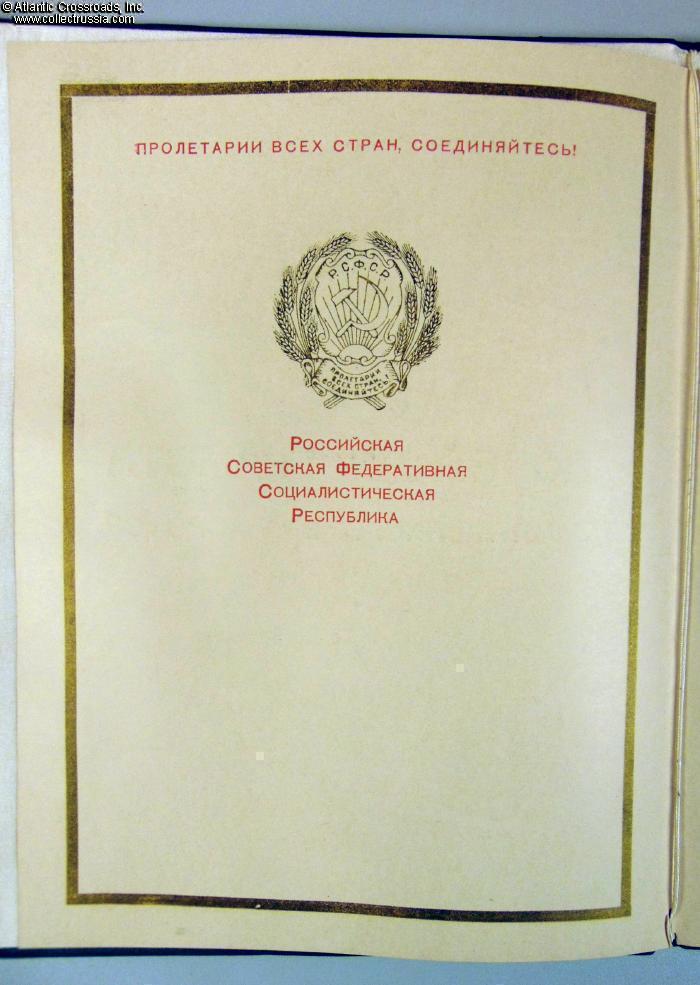 © Atlantic Crossroads, Inc.
www.collectrussia.com
ПРОЛЕТАРИИ ВСЕХ СТРАН, СОЕДИНЯЙТЕСЬ!
Р.С.Ф.С.Р.
ПРОЛЕТАРИИ
ВСЕХ СТРАН,
СОЕДИНЯЙТЕСЬ!
РОССИЙСКАЯ
СОВЕТСКАЯ ФЕДЕРАТИВНАЯ
СОЦИАЛИСТИЧЕСКАЯ
РЕСПУБЛИКА